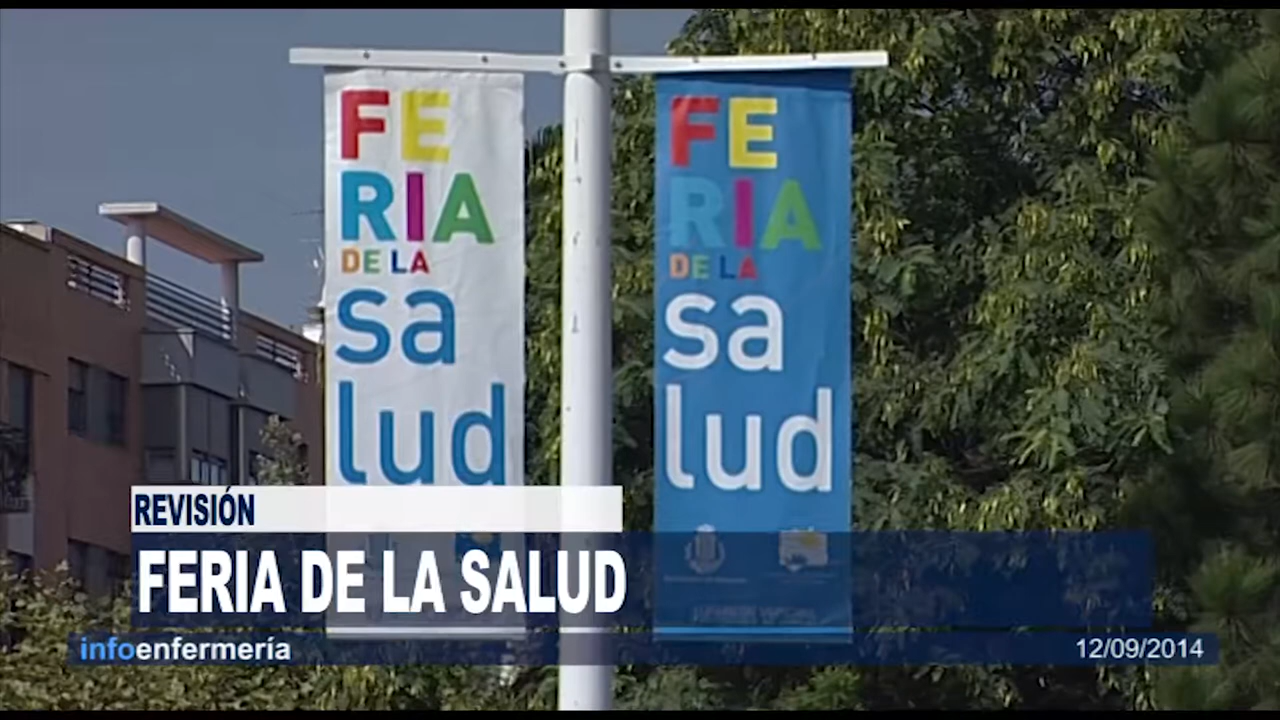 FE
RIA
DE LA
sa
lud
FE
RIA
DE LA
sa
lud
REVISIÓN
FERIA DE LA SALUD
infoenfermería
12/09/2014